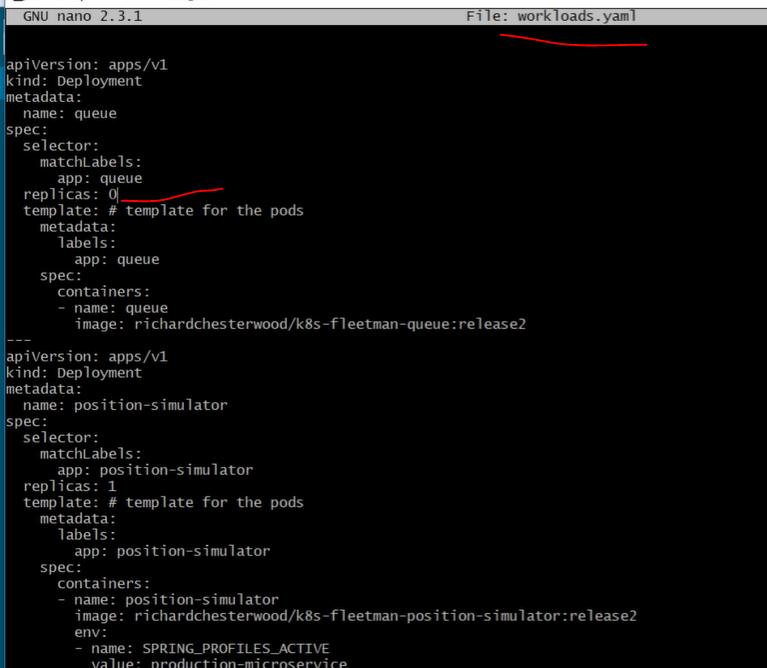 GNU nano 2.3.1 File: workloads.yaml
apiVersion: apps/v1
kind: Deployment
metadata:
  name: queue
spec:
  selector:
    matchLabels:
      app: queue
  replicas: 0
  template: # template for the pods
    metadata:
      labels:
        app: queue
    spec:
      containers:
      - name: queue
        image: richardchesterwood/k8s-fleetman-queue:release2
---
apiVersion: apps/v1
kind: Deployment
metadata:
  name: position-simulator
spec:
  selector:
    matchLabels:
      app: position-simulator
  replicas: 1
  template: # template for the pods
    metadata:
      labels:
        app: position-simulator
    spec:
      containers:
      - name: position-simulator
        image: richardchesterwood/k8s-fleetman-position-simulator:release2
        env:
        - name: SPRING_PROFILES_ACTIVE
          value: production-microservice